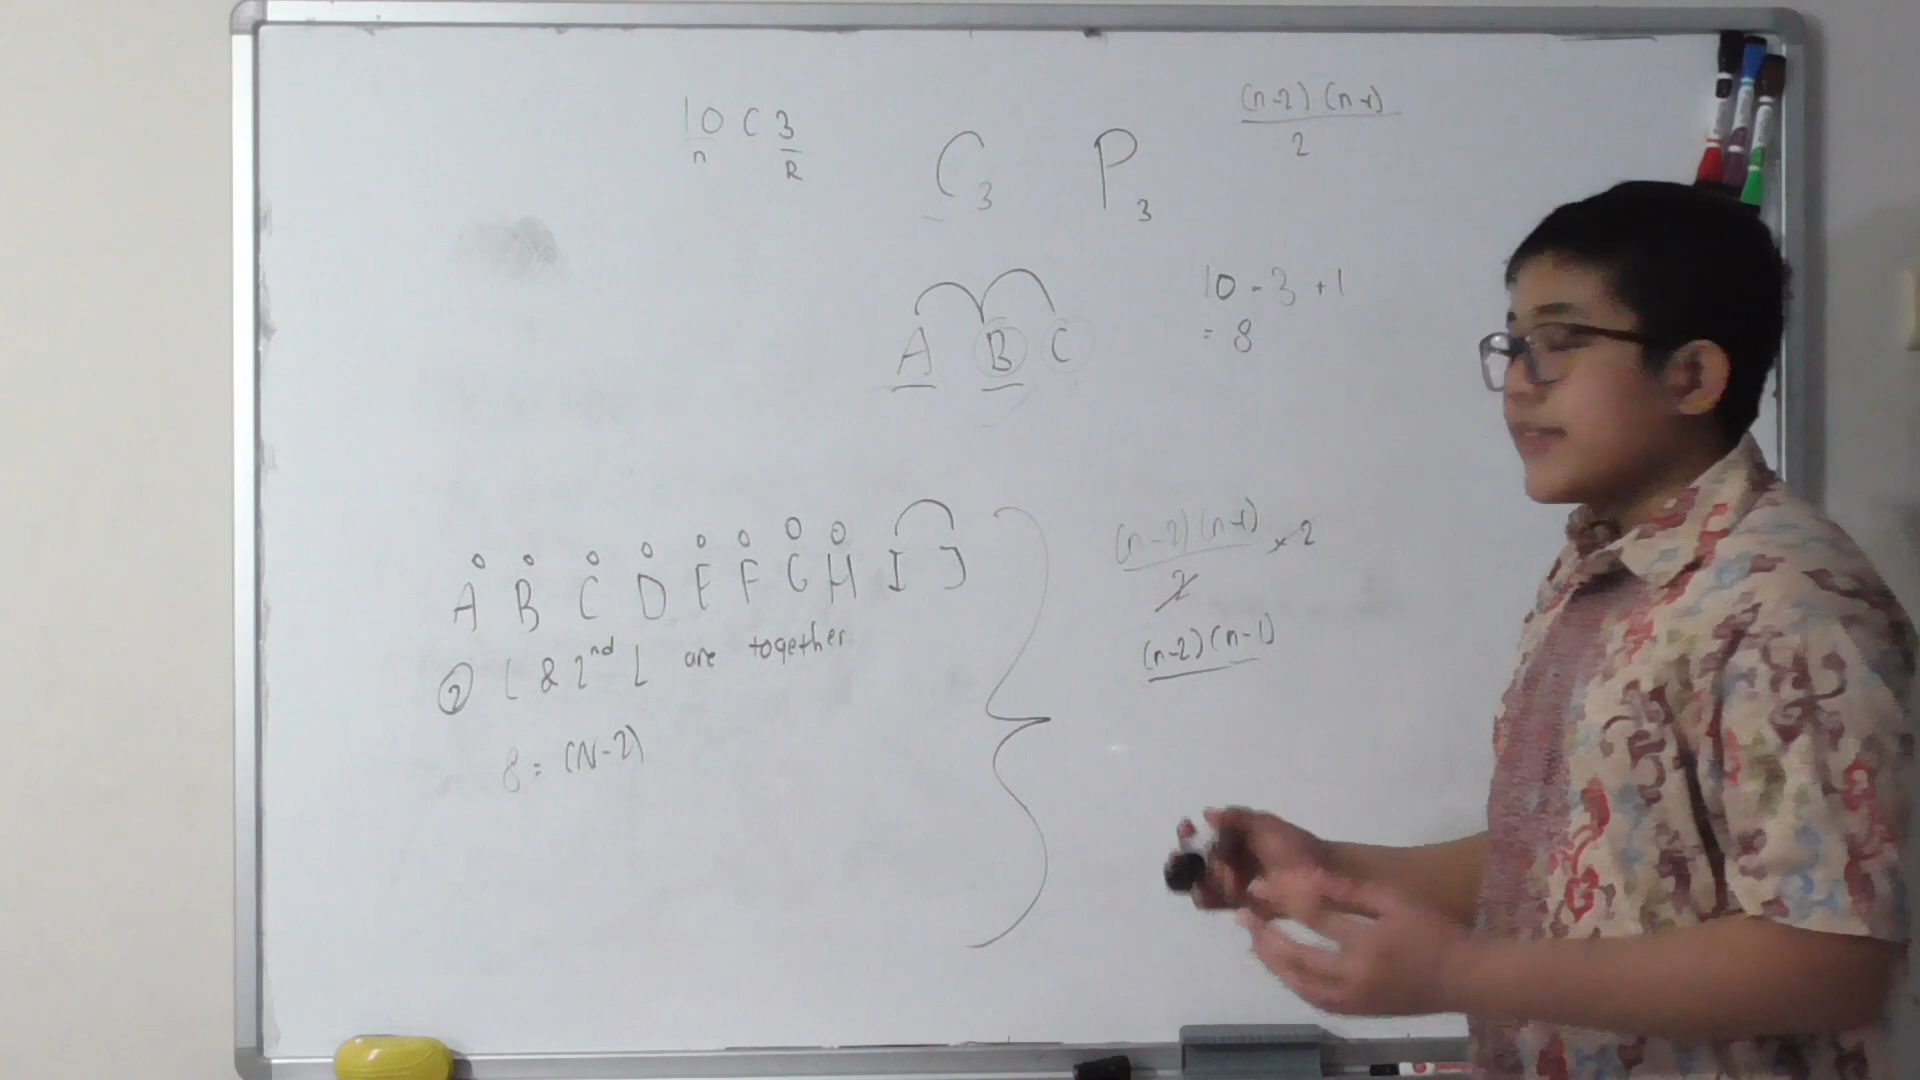 10 C 3
n R
C3 P3
(n-2) (n-1)
2
A B C
10 - 3 + 1
= 8
A B C D E F G H I J
② L & 2nd L are together
8 = (N-2)
(n-2) (n-1) × 2
2
(n-2) (n-1)